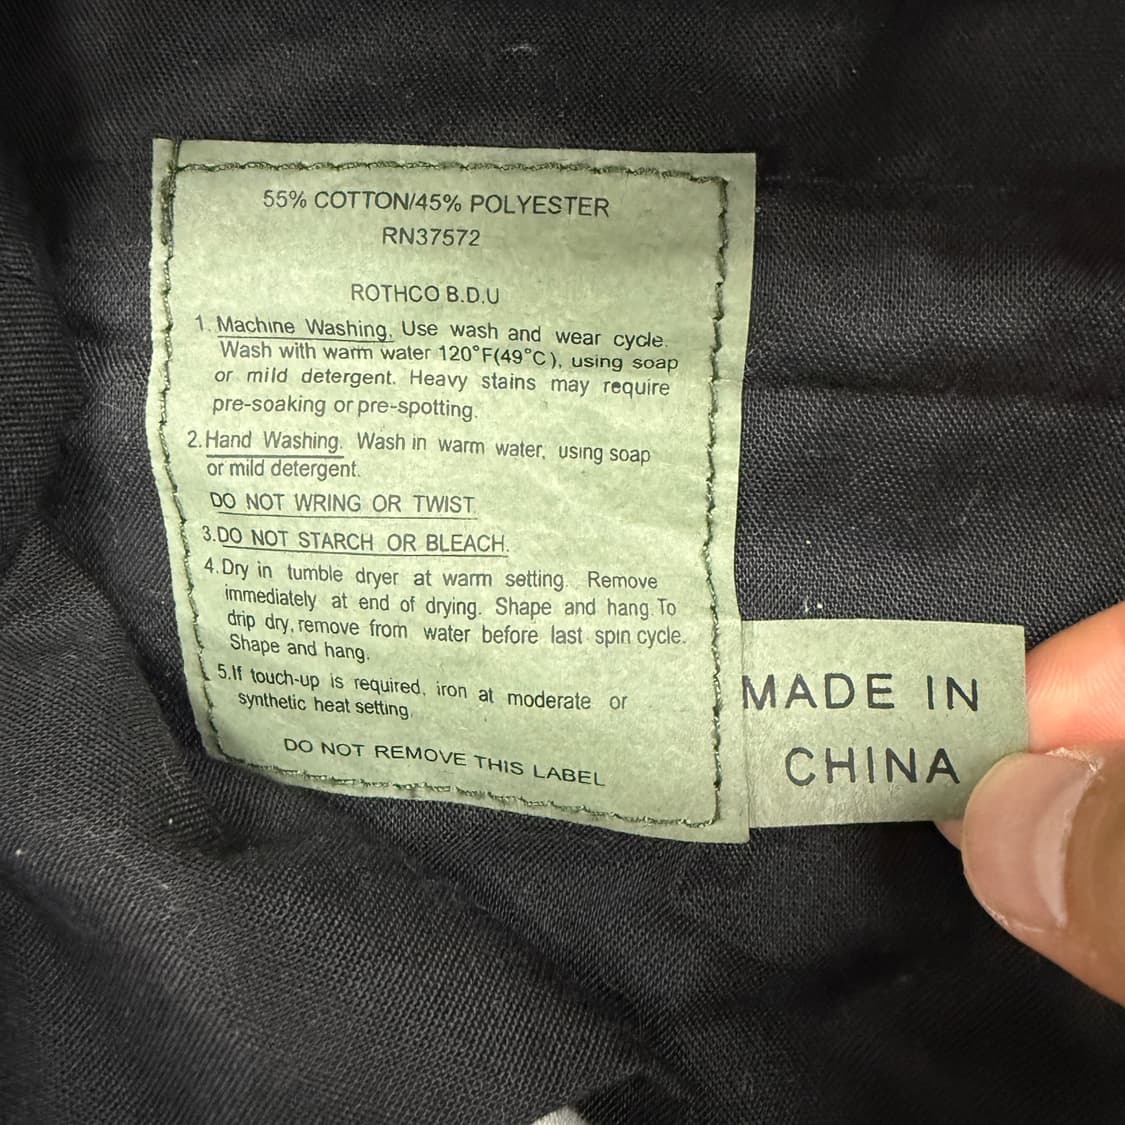 55% COTTON/45% POLYESTER
RN37572
ROTHCO B.D.U
1. Machine Washing. Use wash and wear cycle.
Wash with warm water 120°F(49°C), using soap
or mild detergent. Heavy stains may require
pre-soaking or pre-spotting.
2. Hand Washing. Wash in warm water, using soap
or mild detergent.
DO NOT WRING OR TWIST
3.DO NOT STARCH OR BLEACH.
4. Dry in tumble dryer at warm setting. Remove
immediately at end of drying. Shape and hang. To
drip dry, remove from water before last spin cycle.
Shape and hang.
5.If touch-up is required, iron at moderate or
synthetic heat setting.
DO NOT REMOVE THIS LABEL
MADE IN
CHINA